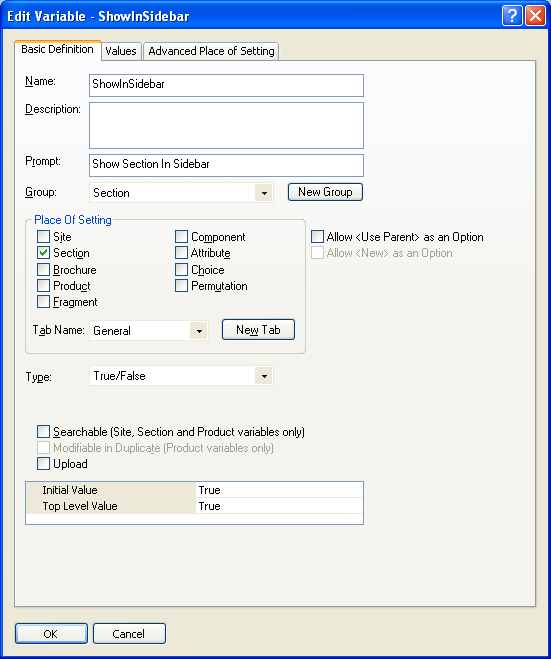 Edit Variable - ShowInSidebar
Basic Definition Values Advanced Place of Setting
Name: ShowInSidebar
Description:
Prompt: Show Section In Sidebar
Group: Section New Group
Place Of Setting
Site Component Allow <Use Parent> as an Option
Section Attribute Allow <New> as an Option
Brochure Choice
Product Permutation
Fragment
Tab Name: General New Tab
Type: True/False
Searchable (Site, Section and Product variables only)
Modifiable in Duplicate (Product variables only)
Upload
Initial Value True
Top Level Value True
OK Cancel